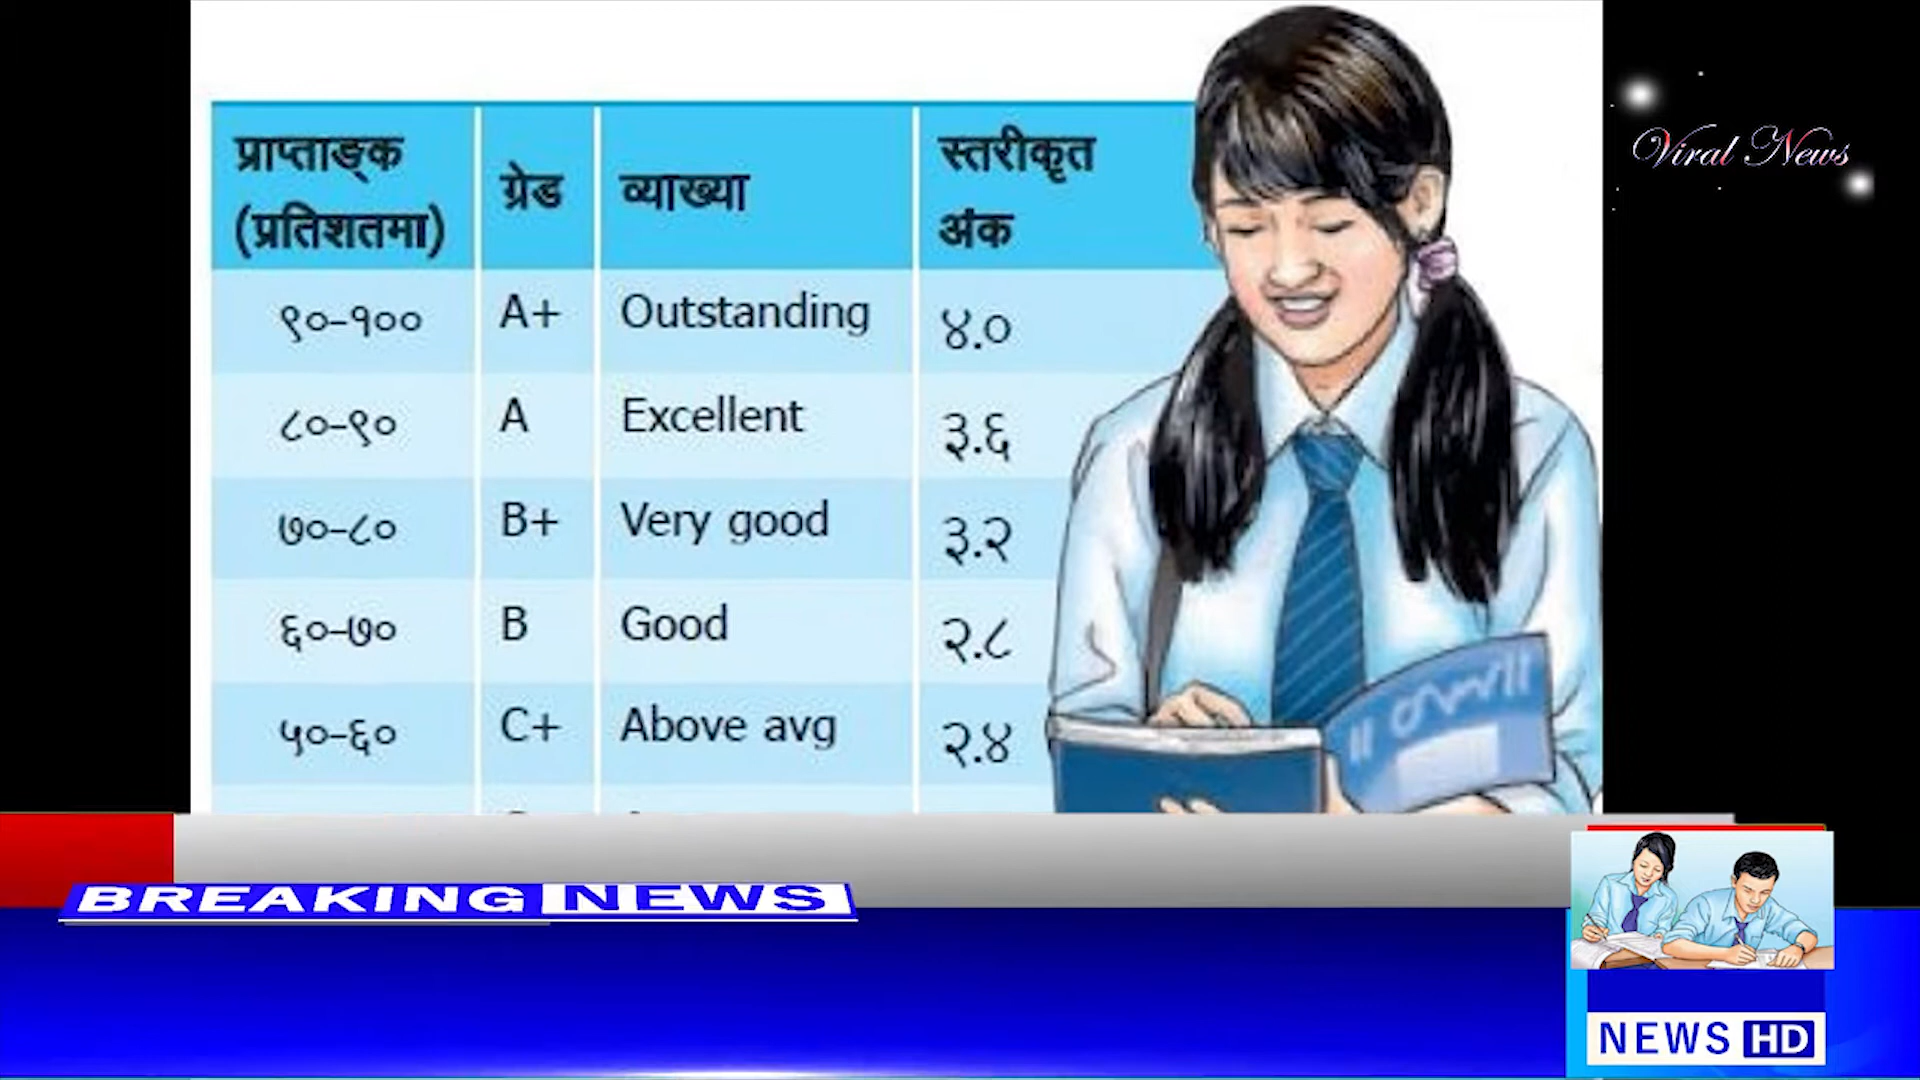 प्राप्ताङ्क
(प्रतिशतमा)
ग्रेड
व्याख्या
स्तरीकृत
अंक
९०-१०० A+ Outstanding ४.०
८०-९० A Excellent ३.६
७०-८० B+ Very good ३.२
६०-७० B Good २.८
५०-६० C+ Above avg २.४
Viral News
BREAKING NEWS
NEWS HD